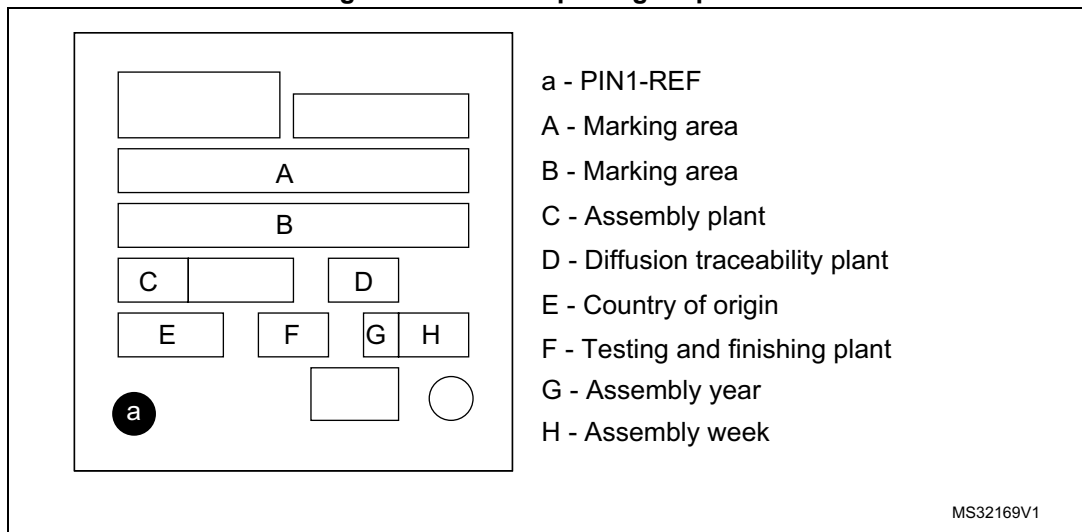 a - PIN1-REF
A - Marking area
B - Marking area
C - Assembly plant
D - Diffusion traceability plant
E - Country of origin
F - Testing and finishing plant
G - Assembly year
H - Assembly week
A
B
C D
E F G H
a
MS32169V1